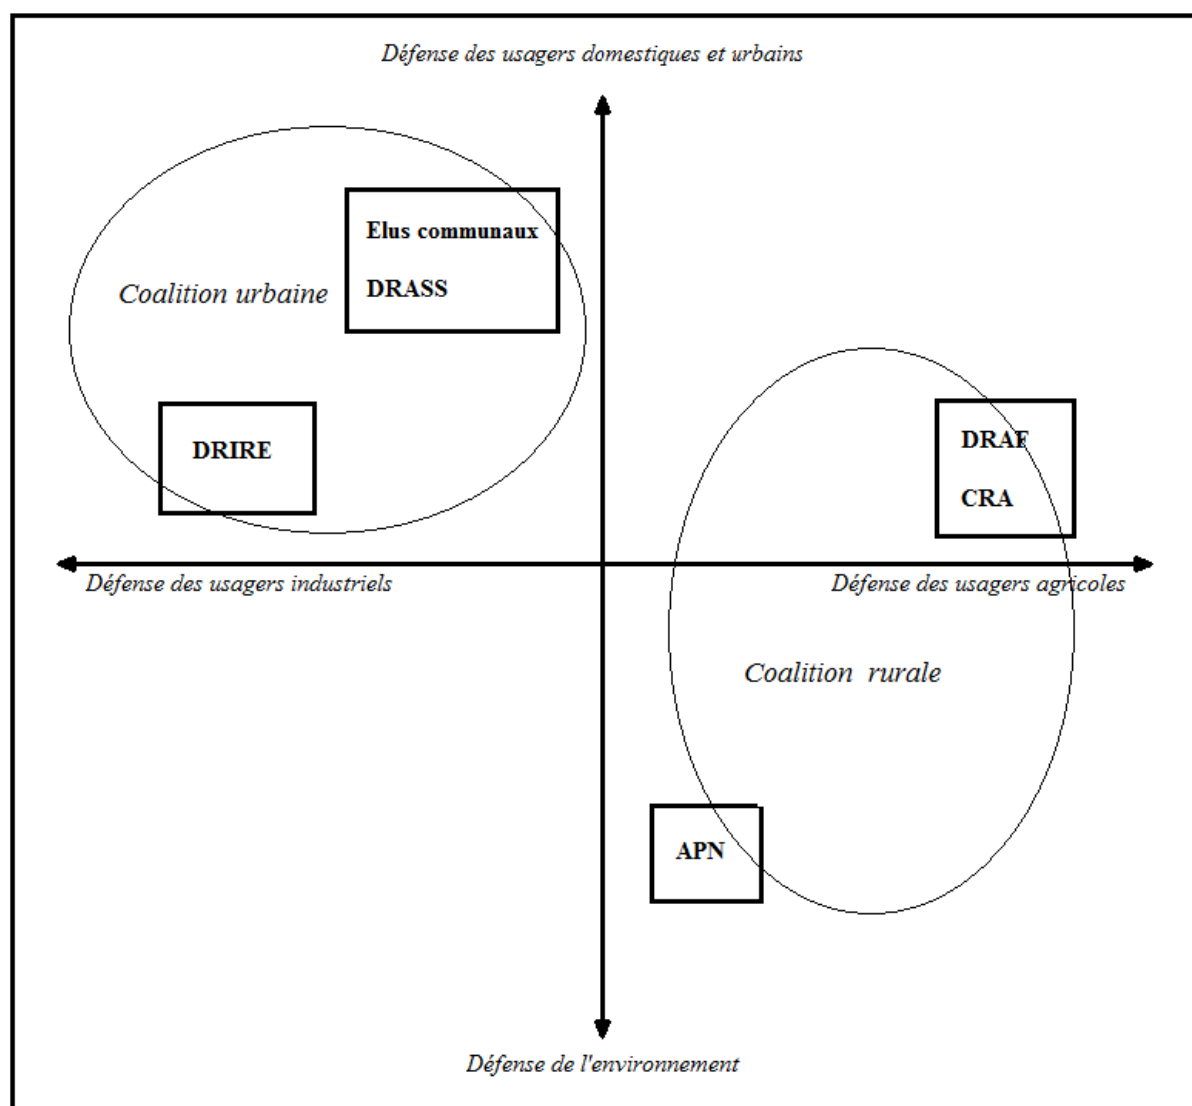 Défense des usagers domestiques et urbains
Elus communaux
DRASS
Coalition urbaine
DRIRE
DRAF
CRA
Défense des usagers industriels
Défense des usagers agricoles
Coalition rurale
APN
Défense de l'environnement